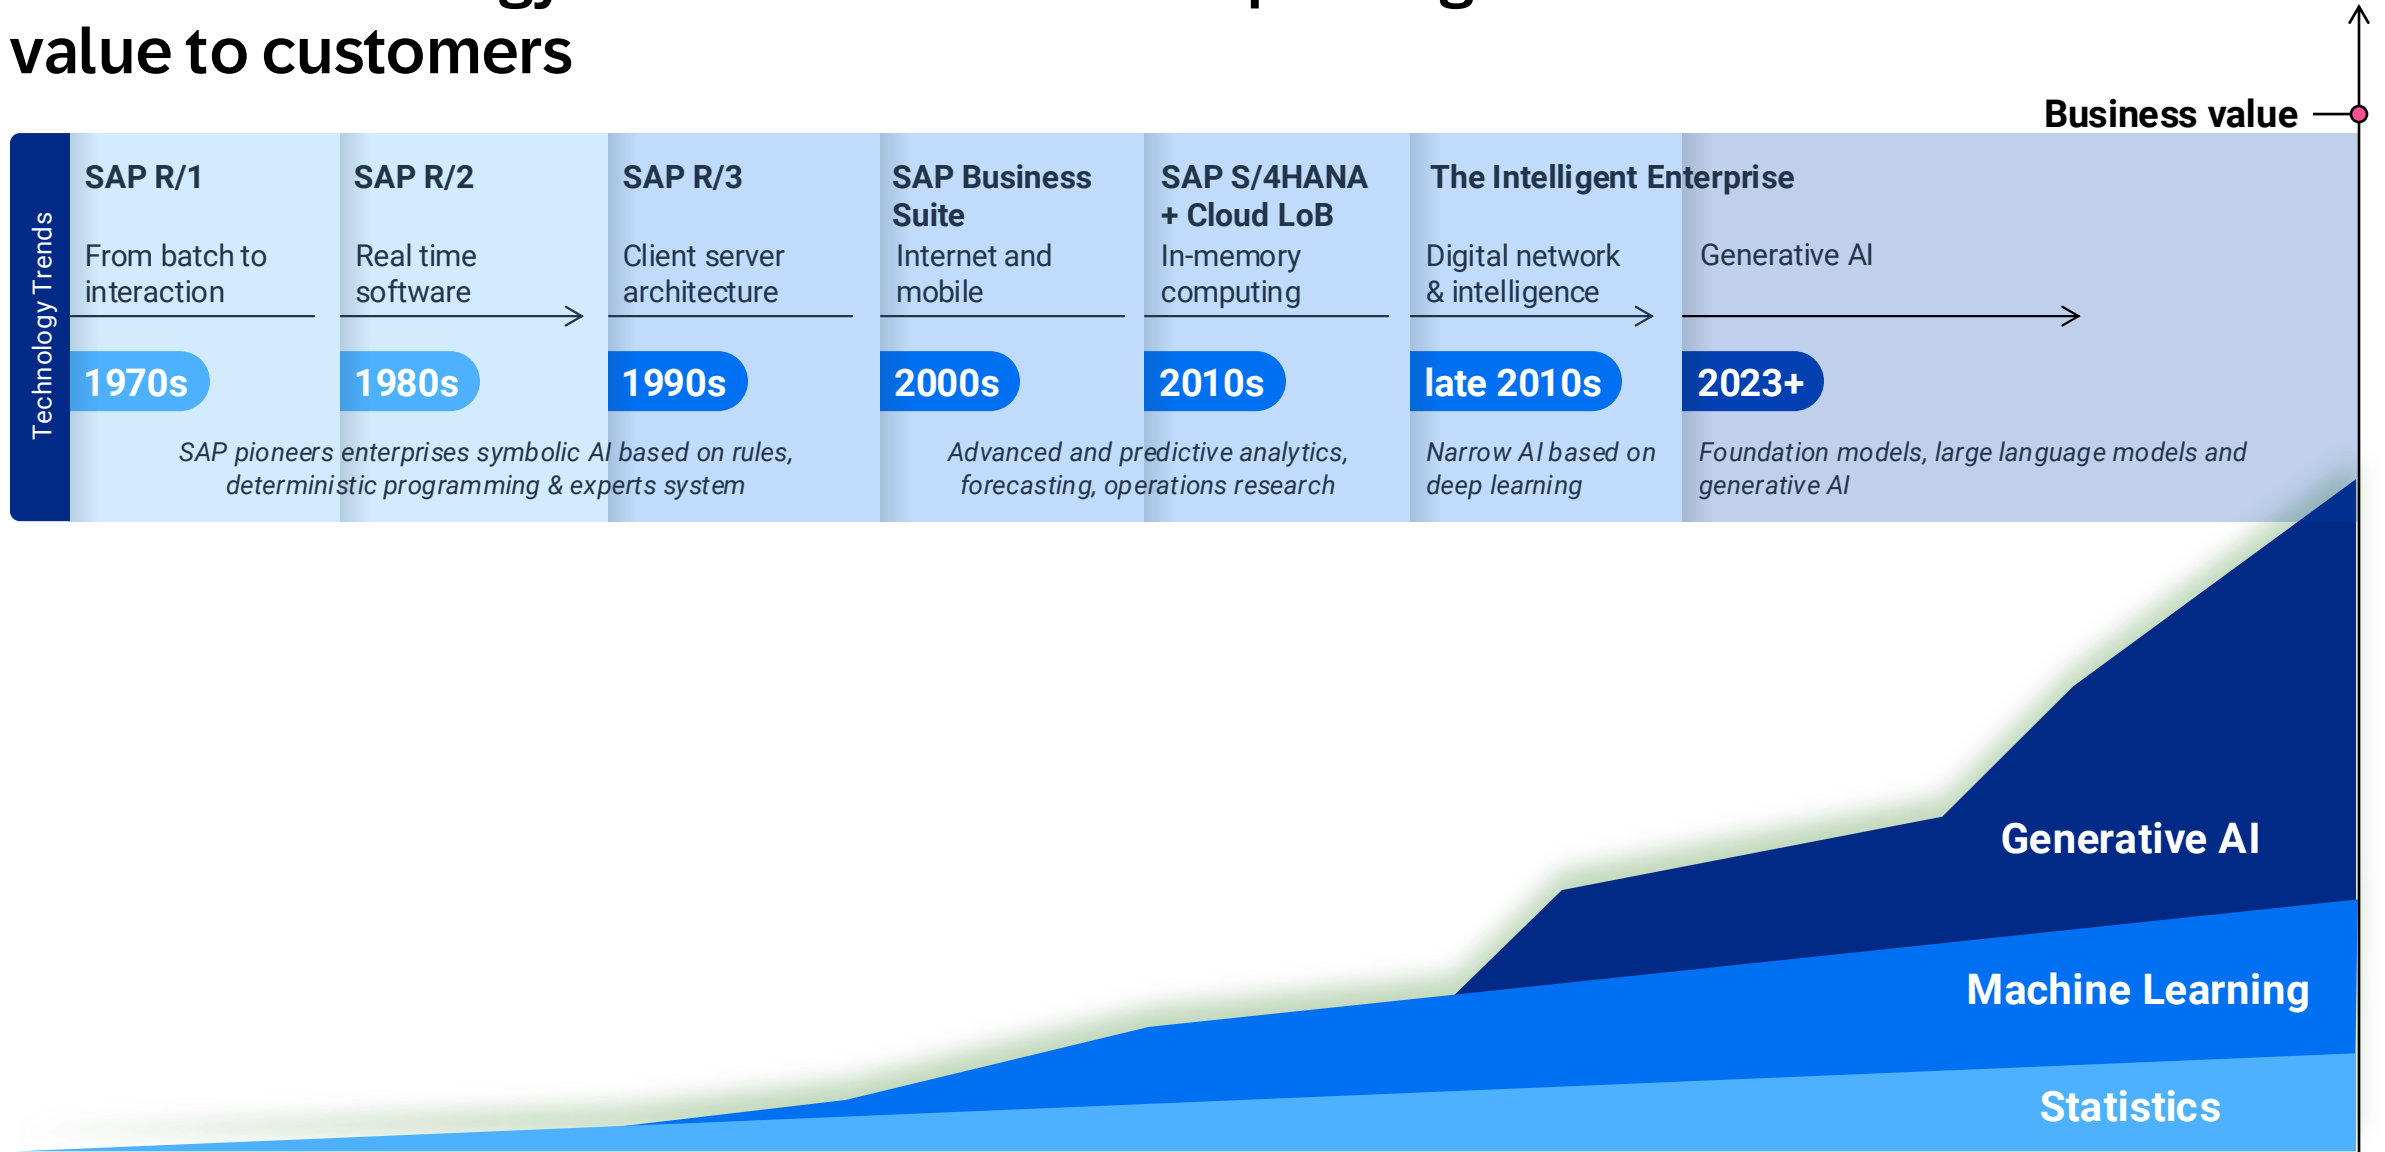 value to customers
Business value
Technology Trends
SAP R/1
From batch to
interaction
1970s
SAP R/2
Real time
software
1980s
SAP R/3
Client server
architecture
1990s
SAP pioneers enterprises symbolic AI based on rules,
deterministic programming & experts system
SAP Business
Suite
Internet and
mobile
2000s
SAP S/4HANA
+ Cloud LoB
In-memory
computing
2010s
Advanced and predictive analytics,
forecasting, operations research
The Intelligent Enterprise
Digital network
& intelligence
late 2010s
Narrow AI based on
deep learning
Generative AI
2023+
Foundation models, large language models and
generative AI
Generative AI
Machine Learning
Statistics